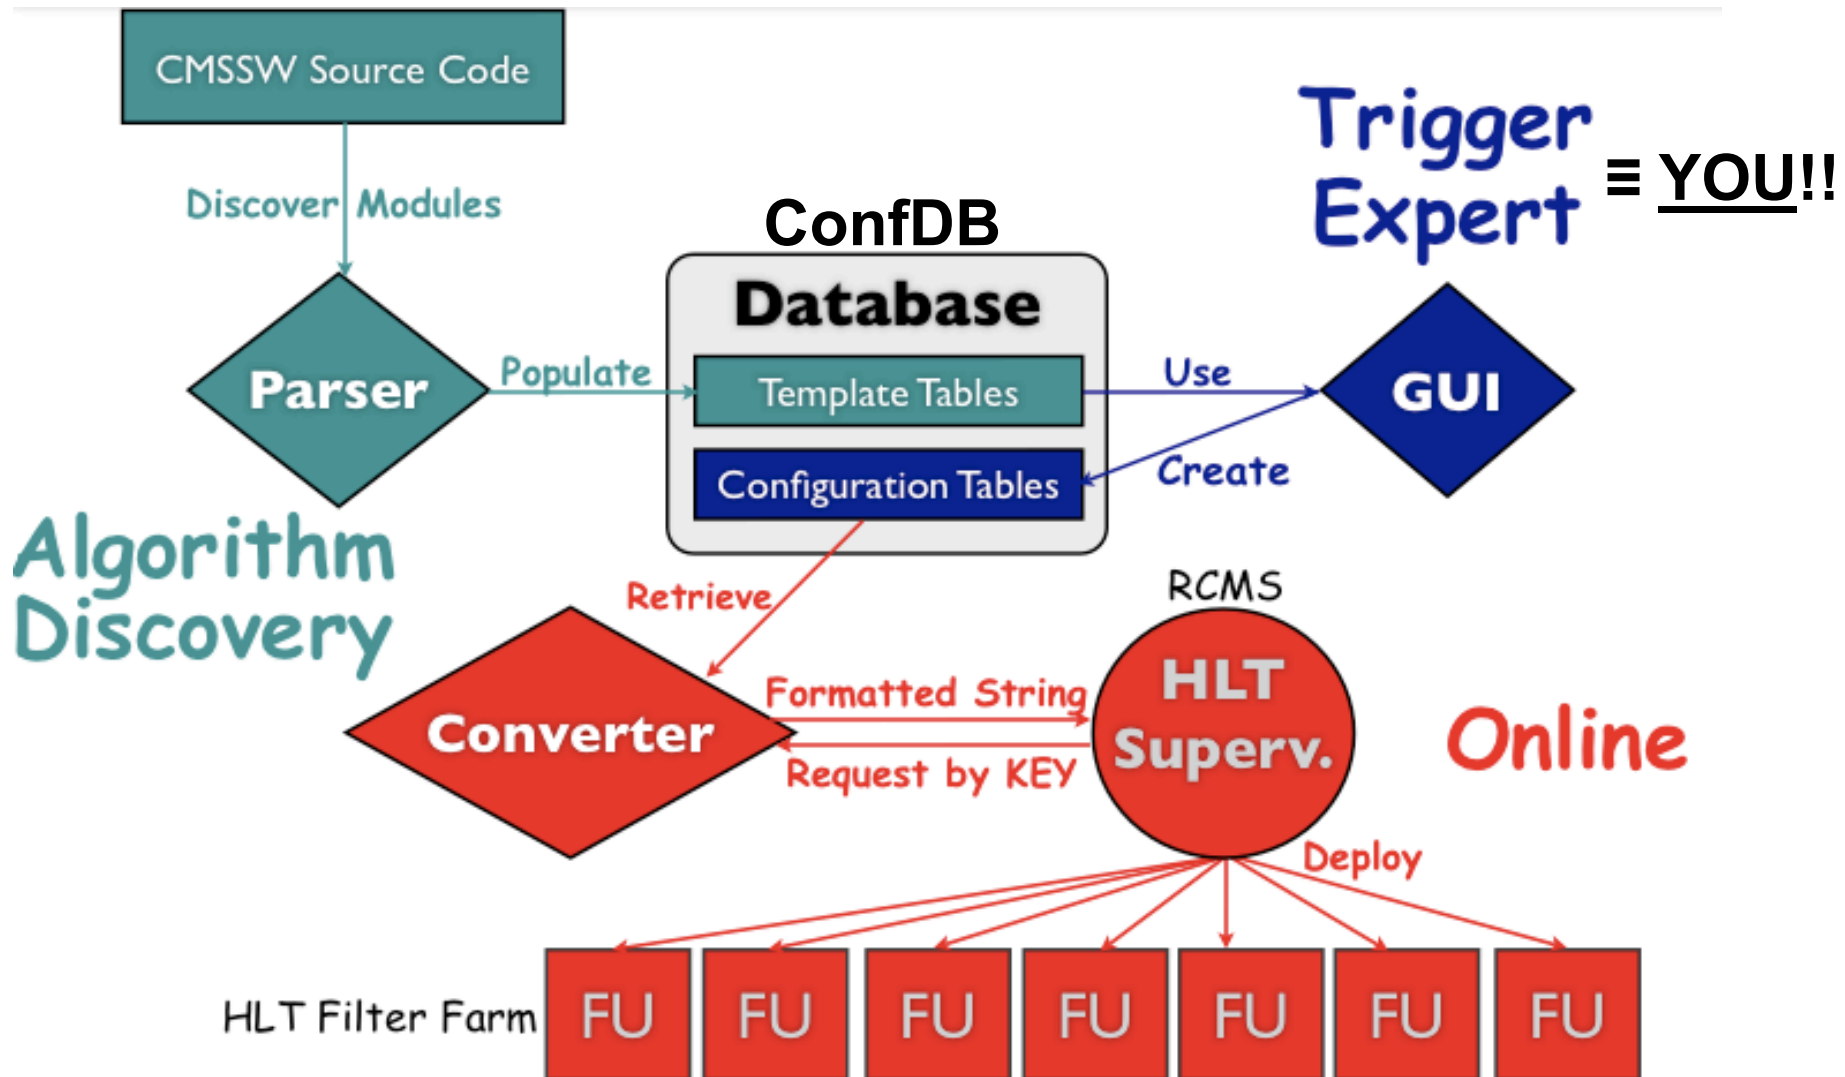 CMSSW Source Code
Discover Modules
Trigger
Expert
≡ YOU!!
ConfDB
Database
Parser
Populate
Template Tables
Use
GUI
Configuration Tables
Create
Algorithm
Discovery
Retrieve
RCMS
Converter
Formatted String
Request by KEY
HLT
Superv.
Online
Deploy
HLT Filter Farm
FU
FU
FU
FU
FU
FU
FU